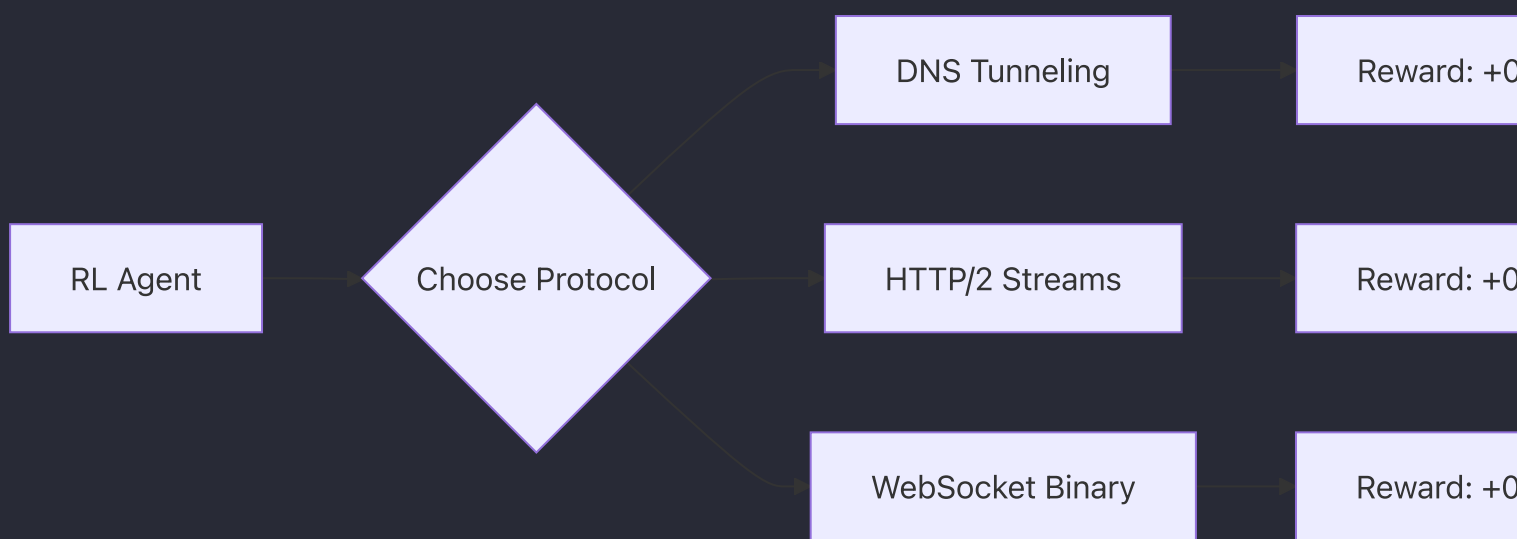 DNS Tunneling
Reward: +0
RL Agent
Choose Protocol
HTTP/2 Streams
Reward: +0
WebSocket Binary
Reward: +0